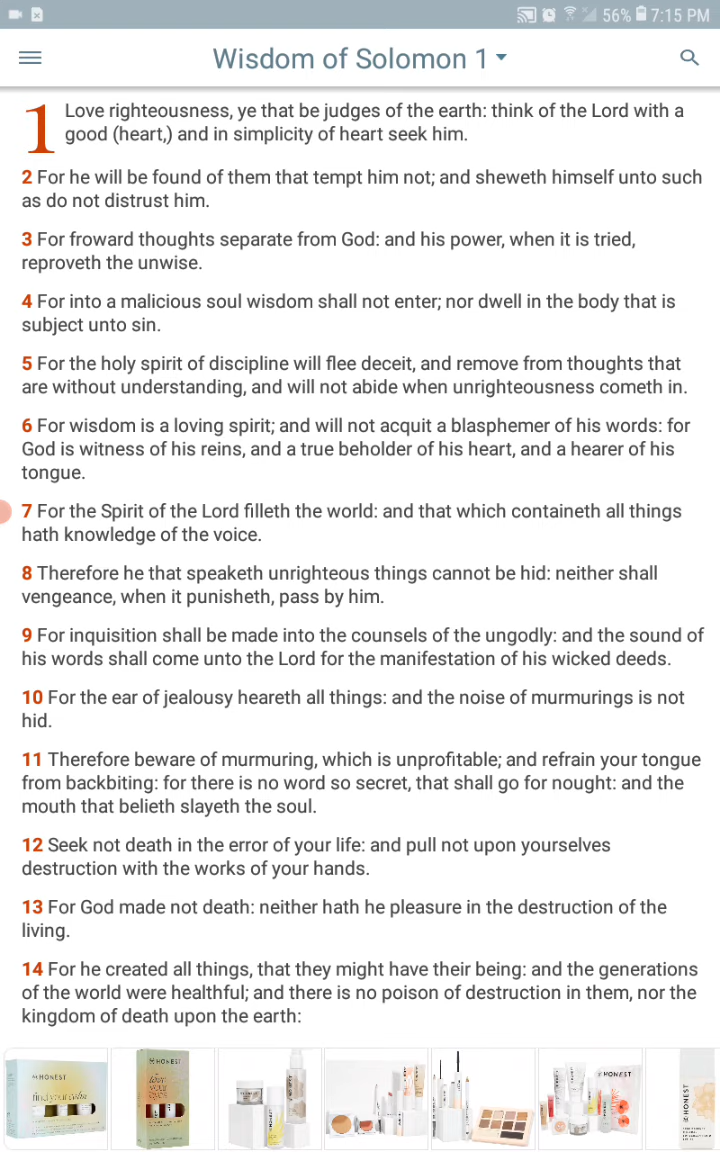 56% 7:15 PM
Wisdom of Solomon 1
1 Love righteousness, ye that be judges of the earth: think of the Lord with a
good (heart,) and in simplicity of heart seek him.
2 For he will be found of them that tempt him not; and sheweth himself unto such
as do not distrust him.
3 For froward thoughts separate from God: and his power, when it is tried,
reproveth the unwise.
4 For into a malicious soul wisdom shall not enter; nor dwell in the body that is
subject unto sin.
5 For the holy spirit of discipline will flee deceit, and remove from thoughts that
are without understanding, and will not abide when unrighteousness cometh in.
6 For wisdom is a loving spirit; and will not acquit a blasphemer of his words: for
God is witness of his reins, and a true beholder of his heart, and a hearer of his
tongue.
7 For the Spirit of the Lord filleth the world: and that which containeth all things
hath knowledge of the voice.
8 Therefore he that speaketh unrighteous things cannot be hid: neither shall
vengeance, when it punisheth, pass by him.
9 For inquisition shall be made into the counsels of the ungodly: and the sound of
his words shall come unto the Lord for the manifestation of his wicked deeds.
10 For the ear of jealousy heareth all things: and the noise of murmurings is not
hid.
11 Therefore beware of murmuring, which is unprofitable; and refrain your tongue
from backbiting: for there is no word so secret, that shall go for nought: and the
mouth that belieth slayeth the soul.
12 Seek not death in the error of your life: and pull not upon yourselves
destruction with the works of your hands.
13 For God made not death: neither hath he pleasure in the destruction of the
living.
14 For he created all things, that they might have their being: and the generations
of the world were healthful; and there is no poison of destruction in them, nor the
kingdom of death upon the earth:
HONEST
find your calm
HONEST
HONEST
HONEST